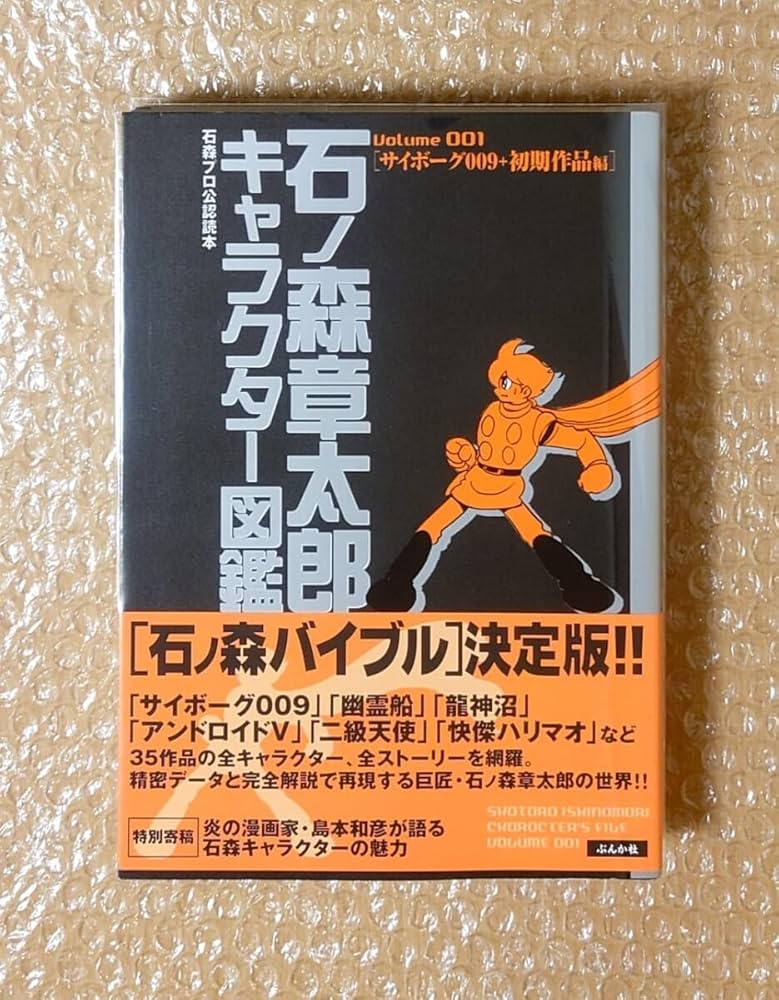 Volume 001
[サイボーグ009+初期作品編]
石ノ森章太郎
キャラクター図鑑
石森プロ公認読本
[石ノ森バイブル]決定版!!
「サイボーグ009」「幽霊船」「龍神沼」
「アンドロイドV」「二級天使」「快傑ハリマオ」など
35作品の全キャラクター、全ストーリーを網羅。
精密データと完全解説で再現する巨匠・石ノ森章太郎の世界!!
特別寄稿
炎の漫画家・島本和彦が語る
石森キャラクターの魅力
SHOTARO ISHINOMORI
CHARACTER'S FILE
VOLUME 001
ぶんか社